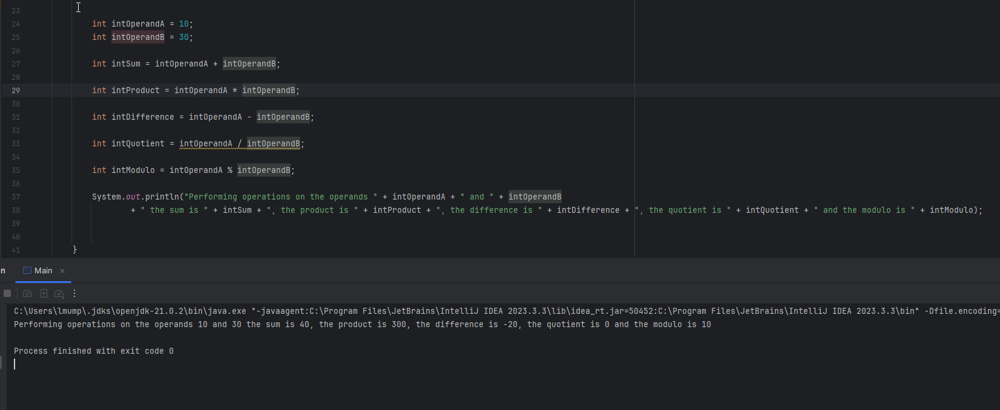 23
24 int intOperandA = 10;
25 int intOperandB = 30;
26
27 int intSum = intOperandA + intOperandB;
28
29 int intProduct = intOperandA * intOperandB;
30
31 int intDifference = intOperandA - intOperandB;
32
33 int intQuotient = intOperandA / intOperandB;
34
35 int intModulo = intOperandA % intOperandB;
36
37 System.out.println("Performing operations on the operands " + intOperandA + " and " + intOperandB
38 + " the sum is " + intSum + ", the product is " + intProduct + ", the difference is " + intDifference + ", the quotient is " + intQuotient + " and the modulo is " + intModulo);
39
40
41 }
n Main
C:\Users\lmump\.jdks\openjdk-21.0.2\bin\java.exe "-javaagent:C:\Program Files\JetBrains\IntelliJ IDEA 2023.3.3\lib\idea_rt.jar=50452:C:\Program Files\JetBrains\IntelliJ IDEA 2023.3.3\bin" -Dfile.encoding=
Performing operations on the operands 10 and 30 the sum is 40, the product is 300, the difference is -20, the quotient is 0 and the modulo is 10
Process finished with exit code 0